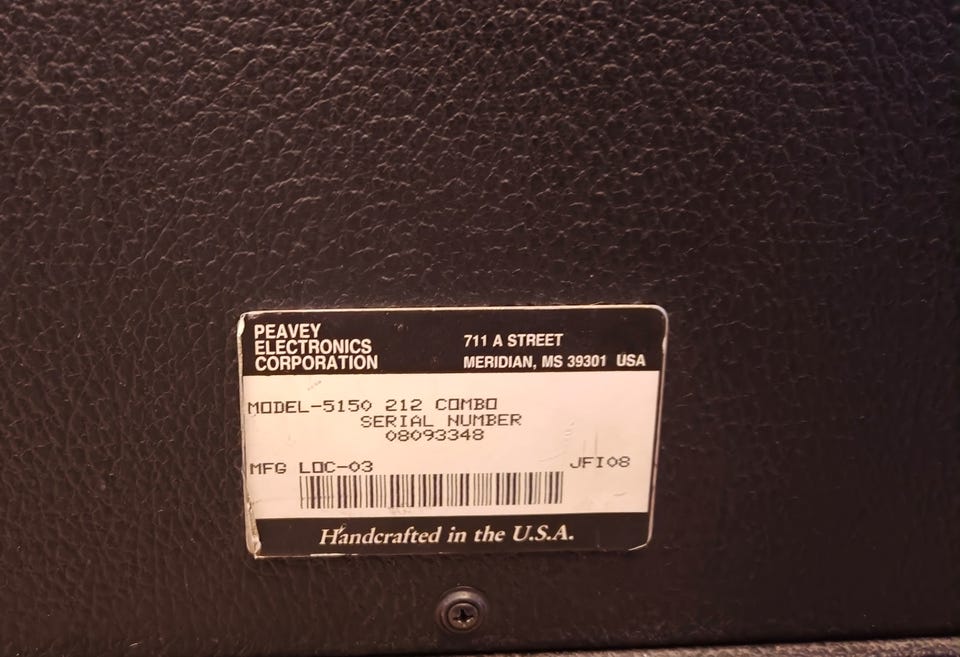 PEAVEY
ELECTRONICS
CORPORATION
711 A STREET
MERIDIAN, MS 39301 USA
MODEL-5150 212 COMBO
SERIAL NUMBER
08093348
MFG LOC-03
JFI08
Handcrafted in the U.S.A.